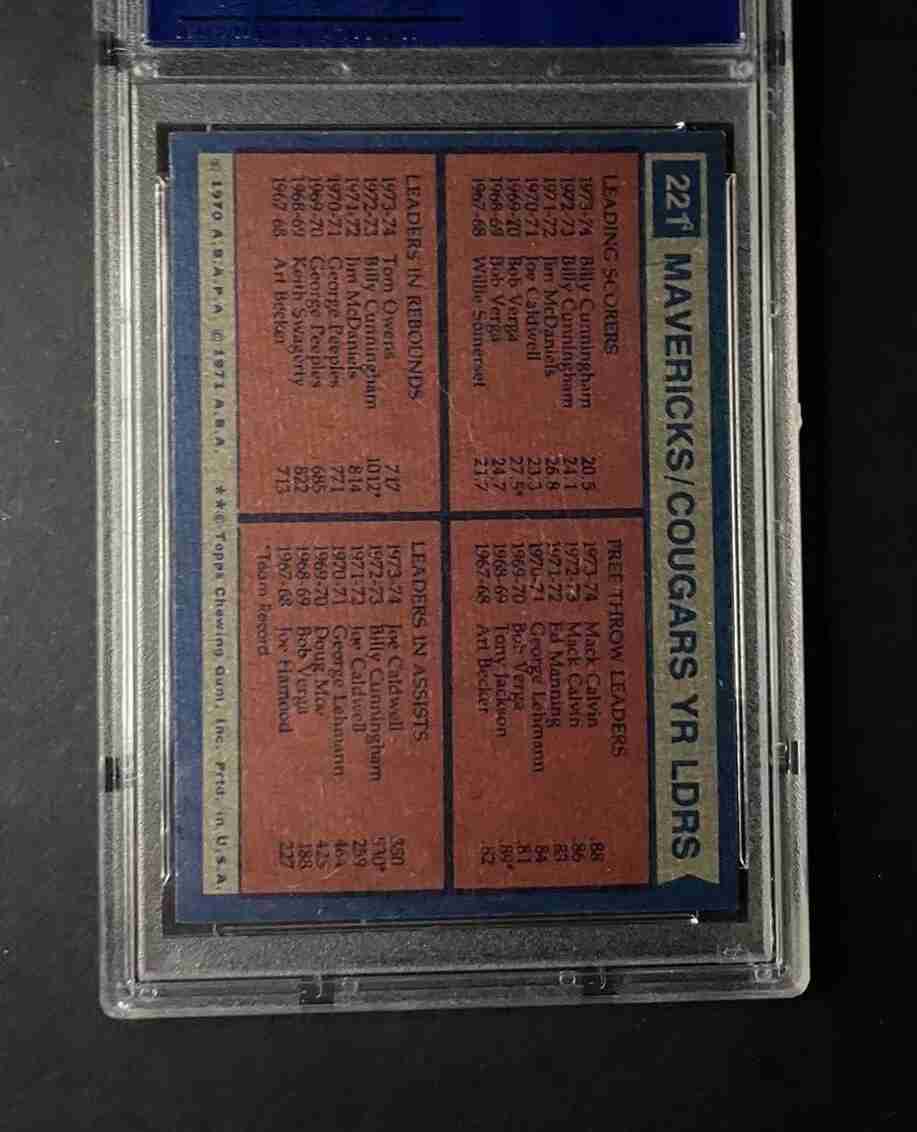 221 MAVERICKS/COUGARS YR LDRS
LEADING SCORERS
1973-74 Billy Cunningham 20.5
1972-73 Billy Cunningham 24.1
1971-72 Jim McDaniels 26.8
1970-71 Joe Caldwell 23.3
1969-70 Bob Verga 27.5*
1968-69 Bob Verga 24.7
1967-68 Willie Somerset 21.7
FREE THROW LEADERS
1973-74 Mack Calvin .88
1972-73 Mack Calvin .86
1971-72 Ed Manning .83
1970-71 George Lehmann .84
1969-70 Bob Verga .81
1968-69 Tony Jackson .89*
1967-68 Art Becker .82
LEADERS IN REBOUNDS
1973-74 Tom Owens 717
1972-73 Billy Cunningham 1012*
1971-72 Jim McDaniels 814
1970-71 George Peeples 771
1969-70 George Peeples 685
1968-69 Keith Swagerty 822
1967-68 Art Becker 713
LEADERS IN ASSISTS
1973-74 Joe Caldwell
1972-73 Billy Cunningham 530*
1971-72 Joe Caldwell 289
1970-71 George Lehmann 464
1969-70 Doug Moe 425
1968-69 Bob Verga 188
1967-68 Joe Hamood 227
*Team Record
© 1970 A.B.A.P.A. © 1971 A.B.A. **© Topps Chewing Gum, Inc. Prtd. in U.S.A.